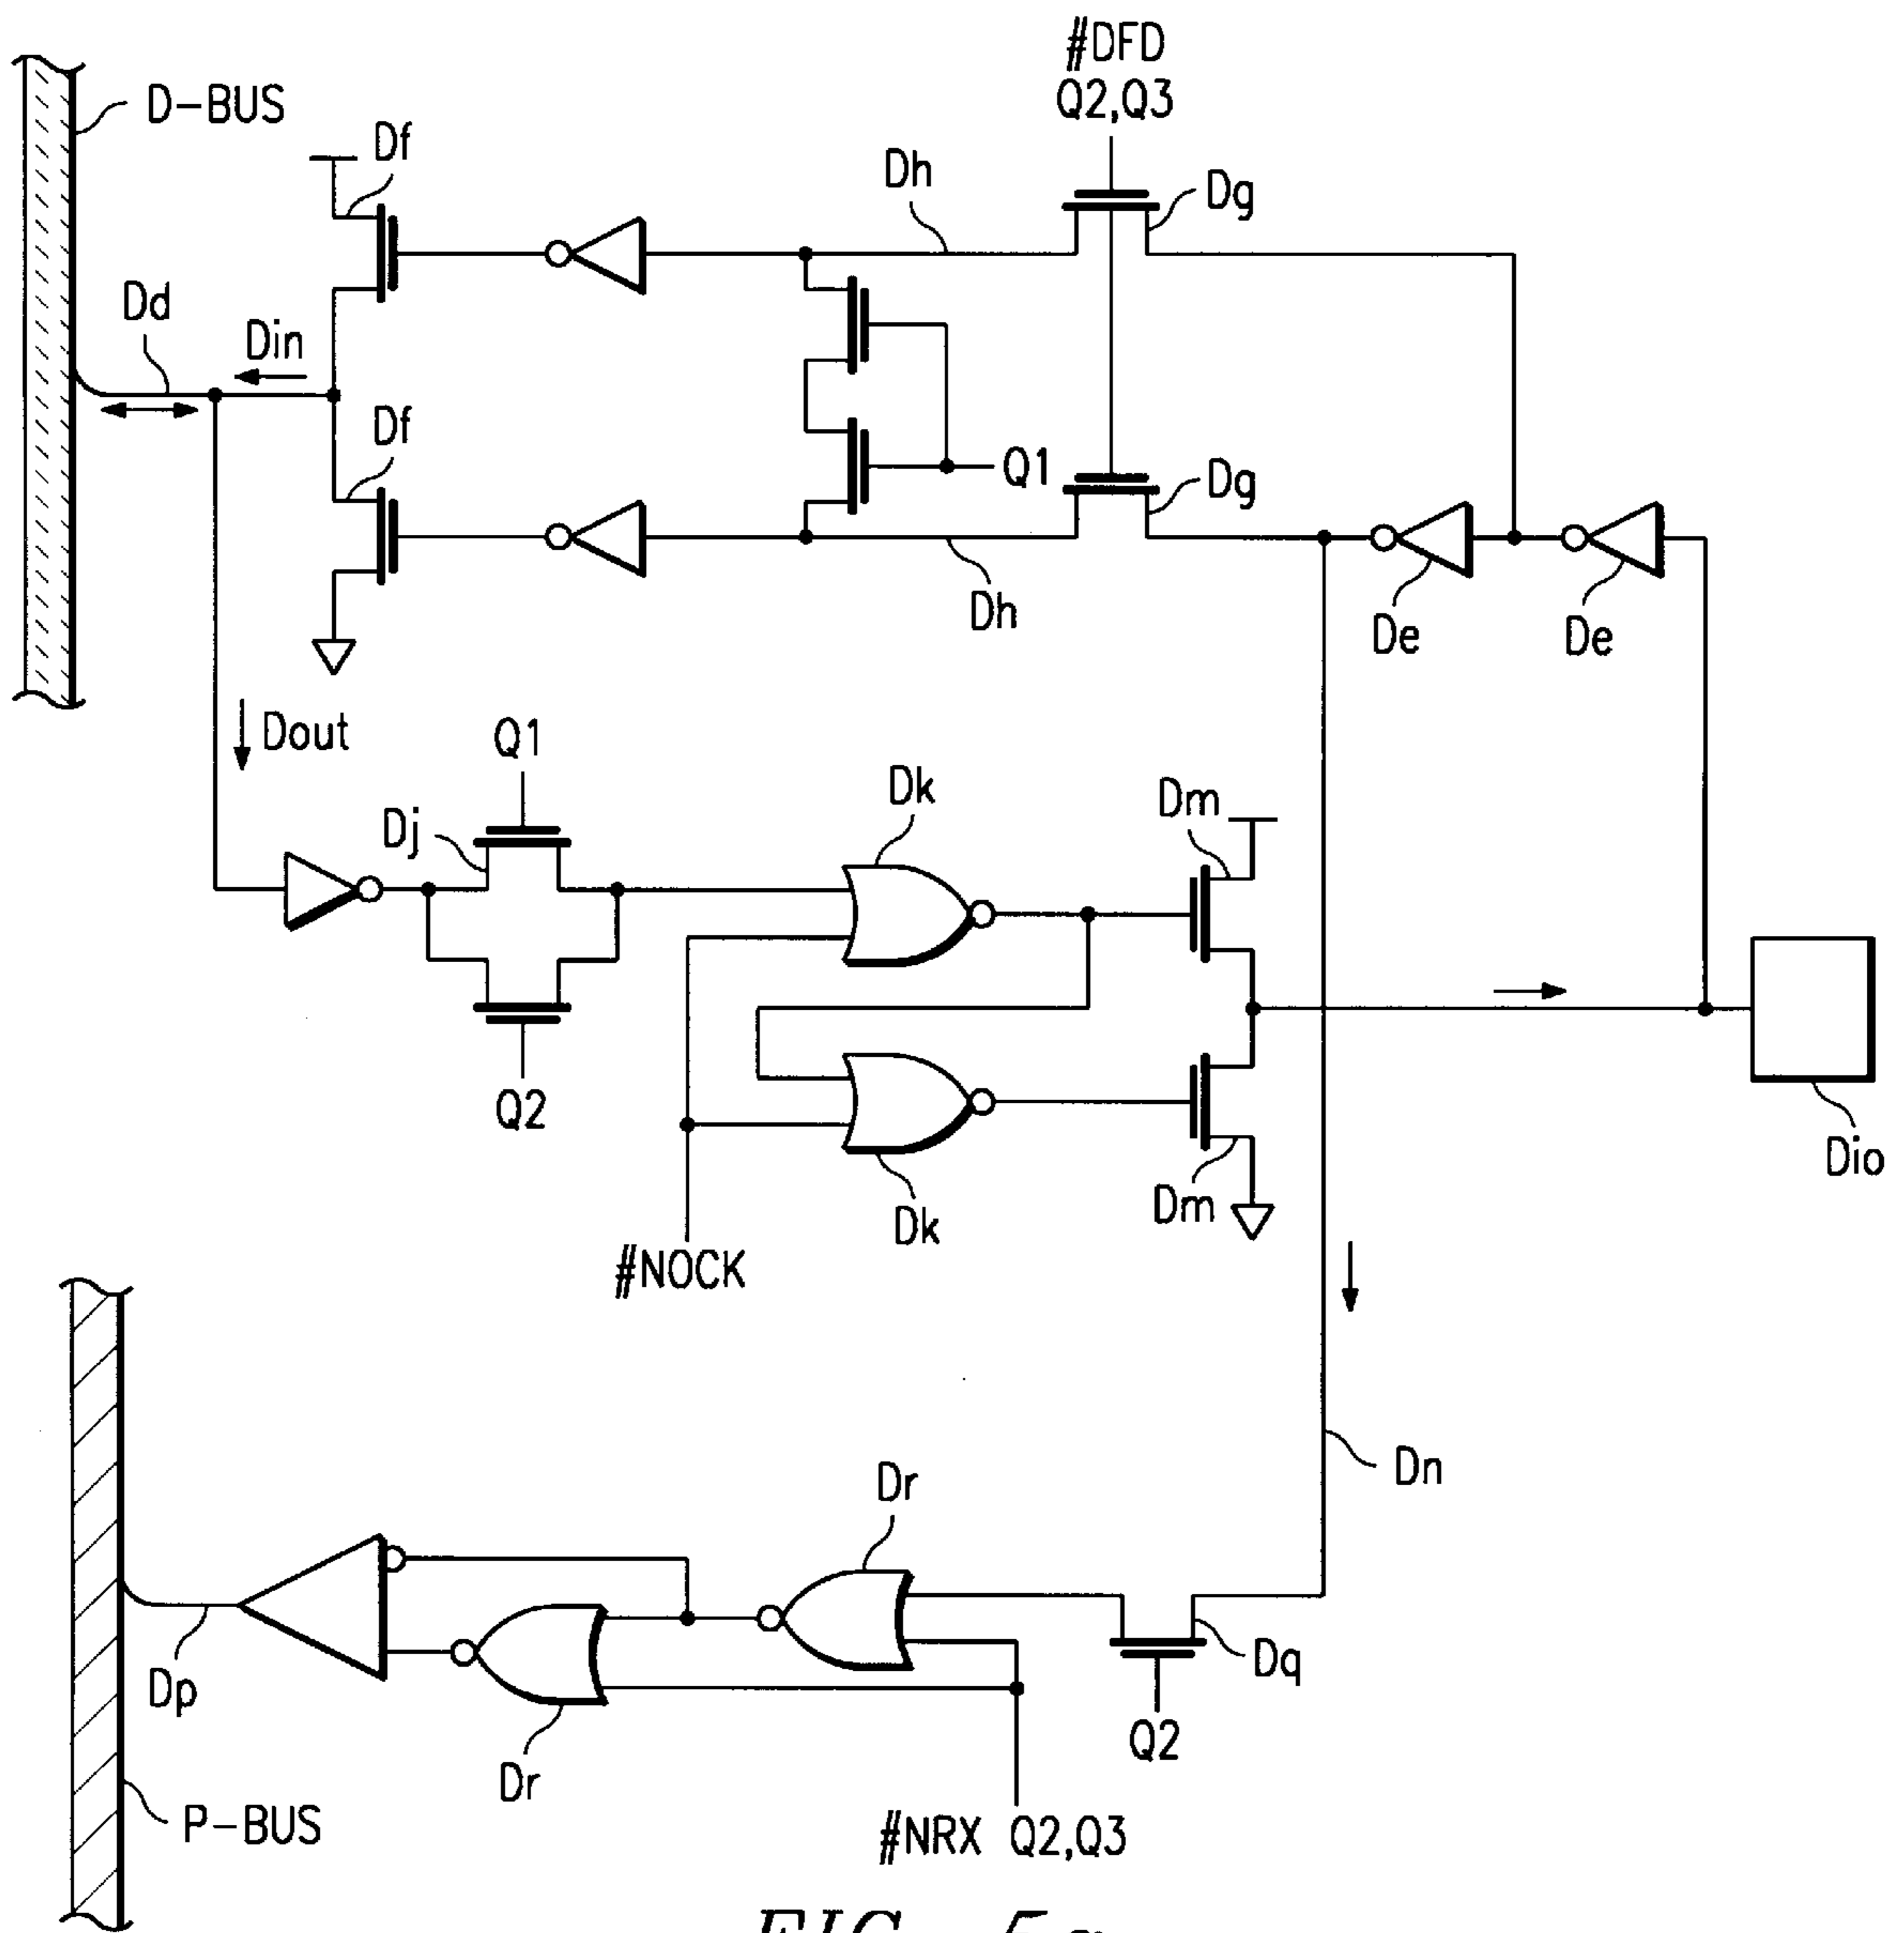 #DFD
Q2,Q3
D-BUS
Df
Dh
Dg
Dd
Din
Df
Q1
Dg
Dh
De
De
Dout
Q1
Dj
Dk
Dm
Q2
Dk
Dm
Dio
#NOCK
Dn
Dr
Dp
Dq
Dr
Q2
P-BUS
#NRX Q2,Q3